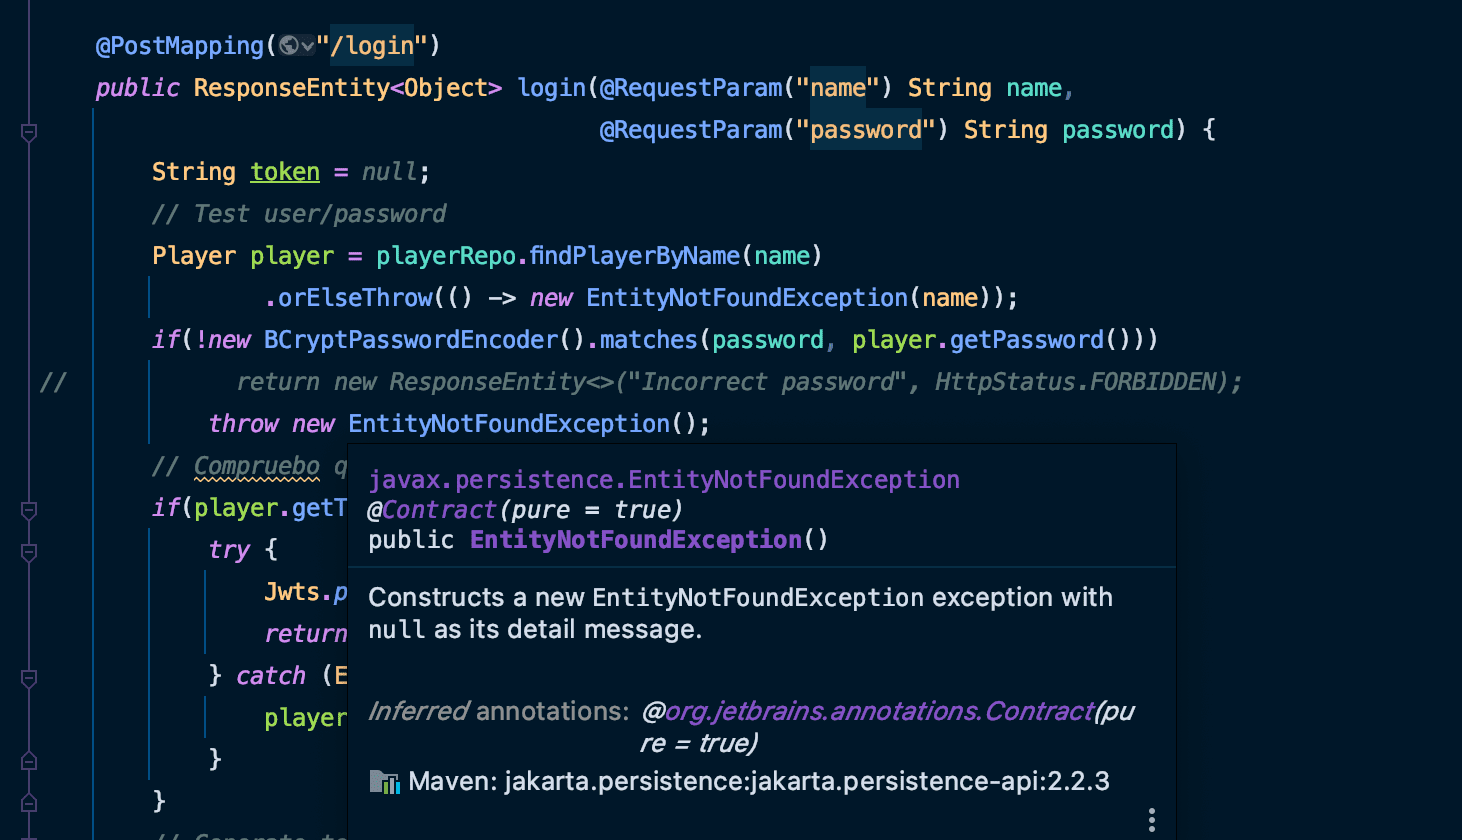 @PostMapping("/login")
public ResponseEntity<Object> login(@RequestParam("name") String name,
@RequestParam("password") String password) {
String token = null;
// Test user/password
Player player = playerRepo.findPlayerByName(name)
.orElseThrow(() -> new EntityNotFoundException(name));
if(!new BCryptPasswordEncoder().matches(password, player.getPassword()))
// return new ResponseEntity<>("Incorrect password", HttpStatus.FORBIDDEN);
throw new EntityNotFoundException();
// Compruebo q
if(player.getT
try {
Jwts.p
return
} catch (E
player
}
}
javax.persistence.EntityNotFoundException
@Contract(pure = true)
public EntityNotFoundException()
Constructs a new EntityNotFoundException exception with
null as its detail message.
Inferred annotations: @org.jetbrains.annotations.Contract(pu
re = true)
Maven: jakarta.persistence:jakarta.persistence-api:2.2.3